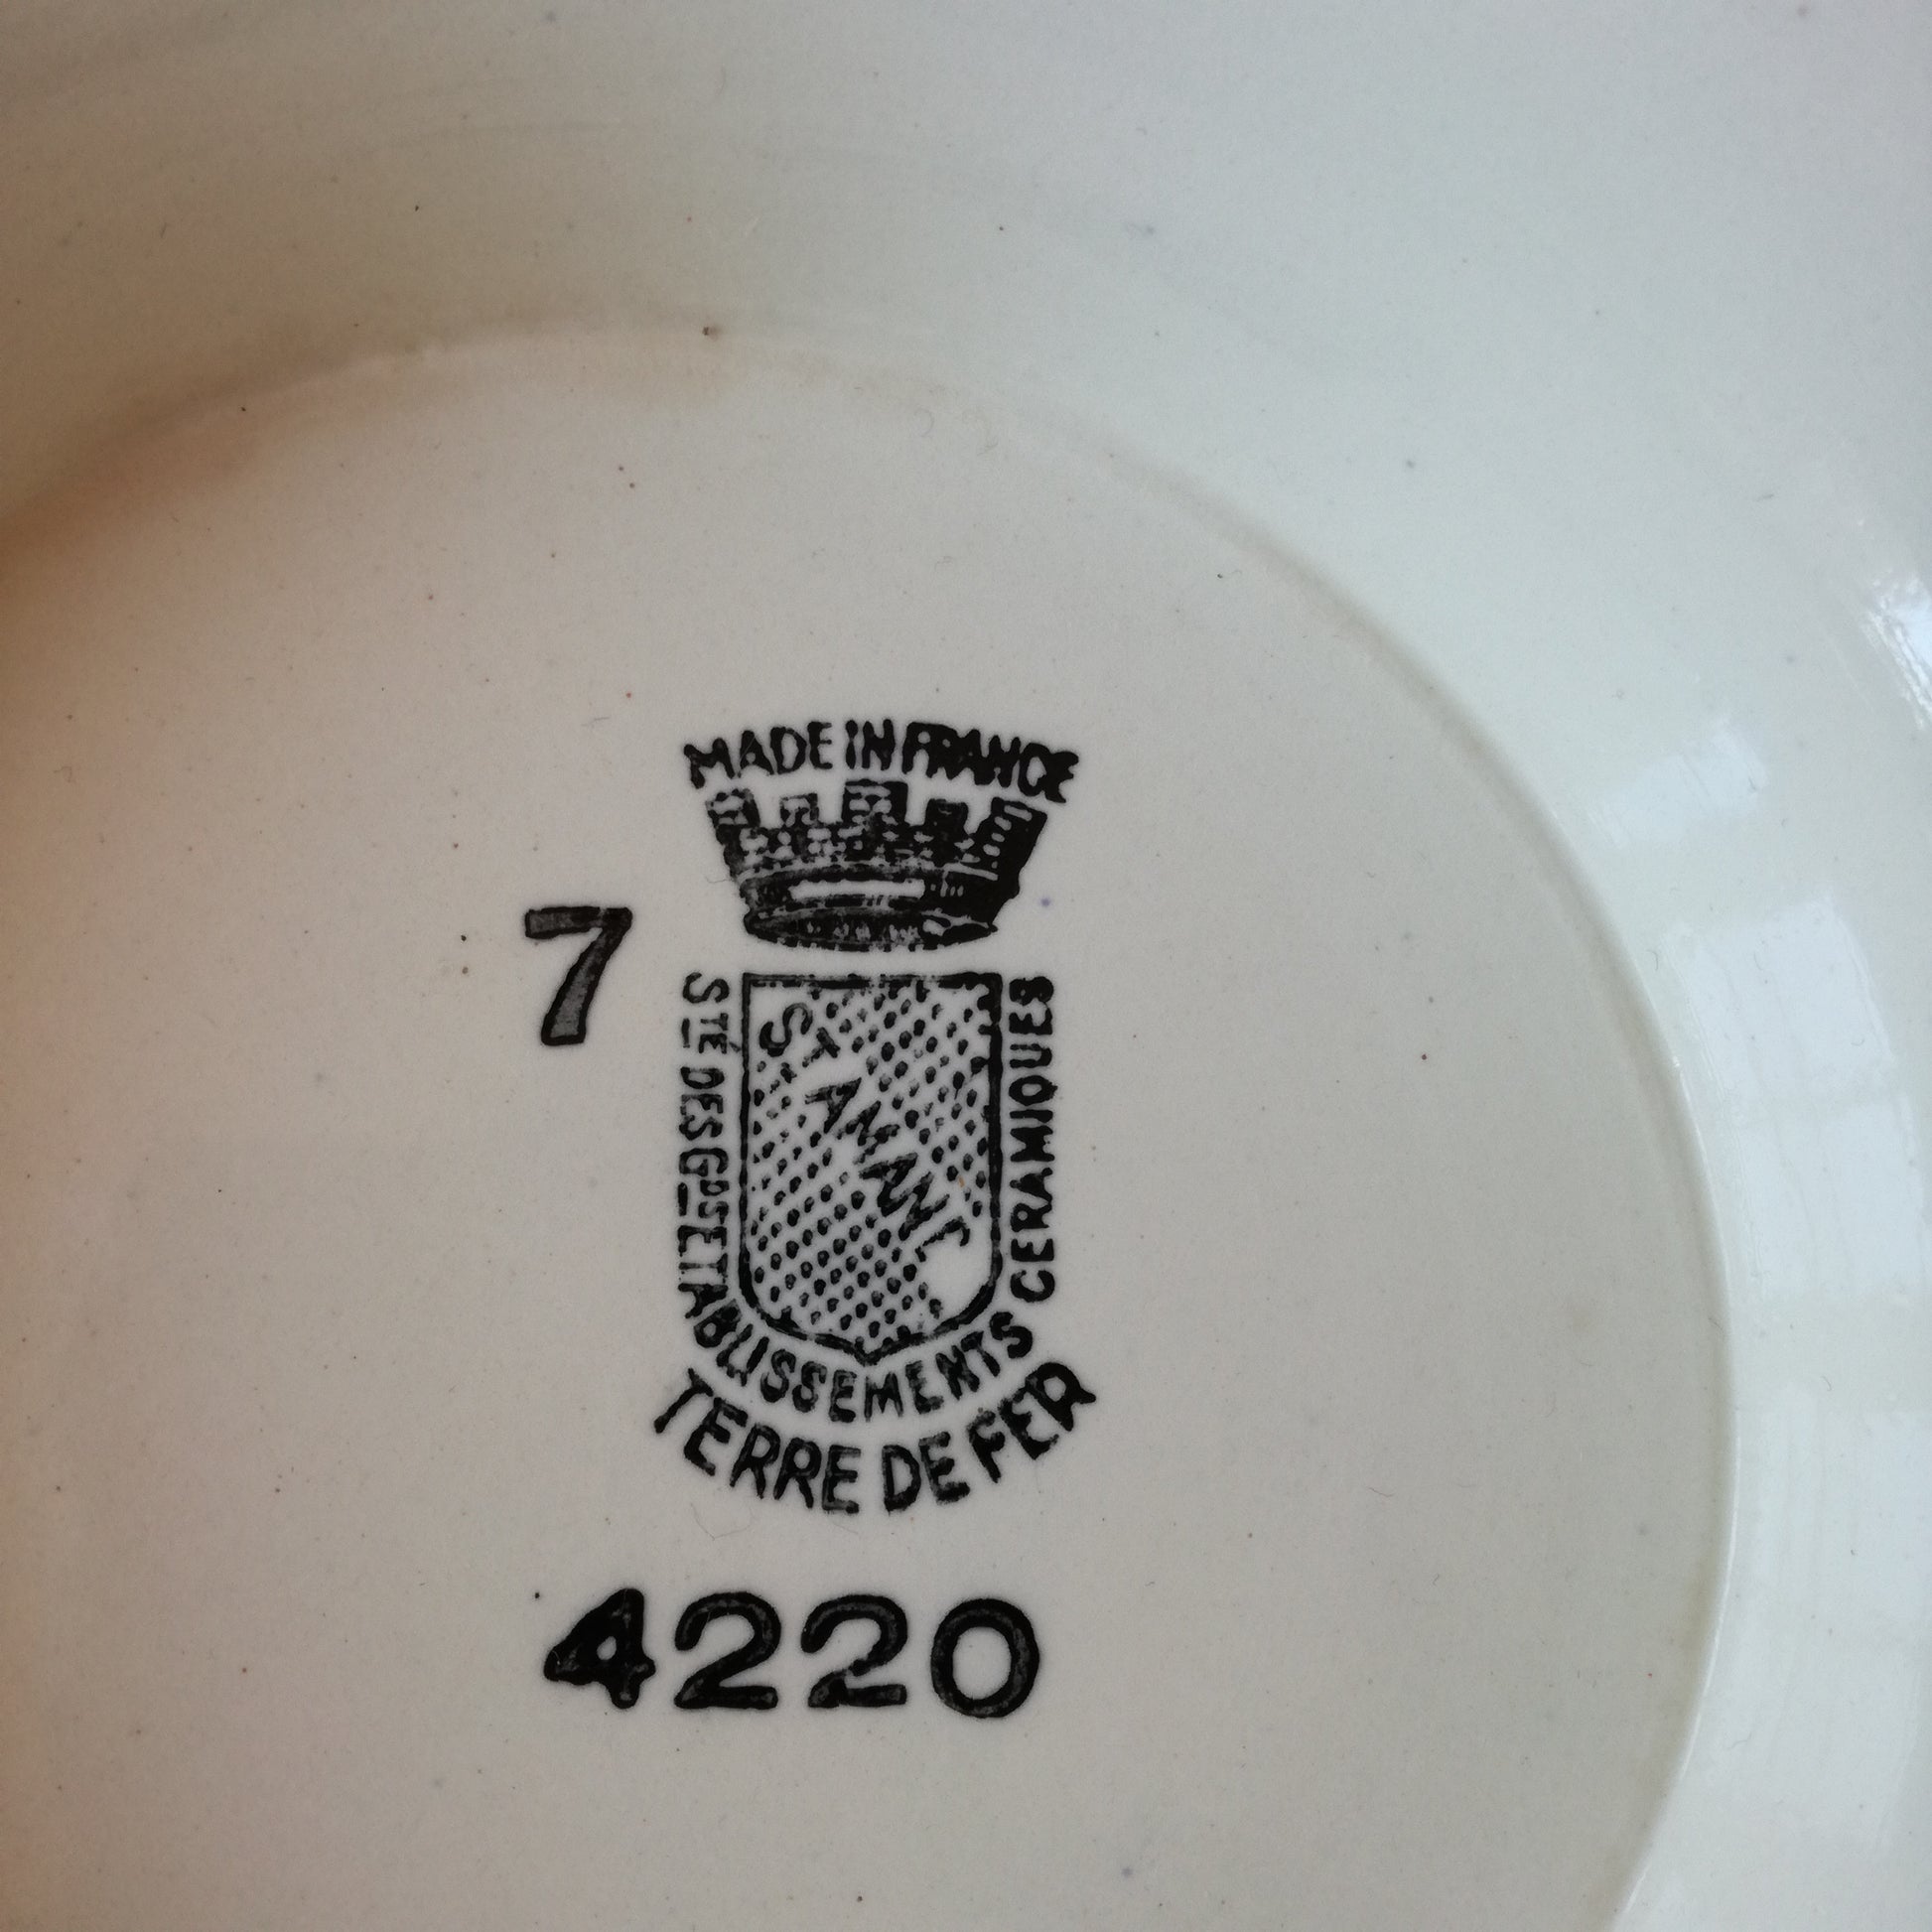 MADE IN FRANCE
7
STÉ DES GDS ETABLISSEMENTS CERAMIQUES
ST AMAND
TERRE DE FER
4220